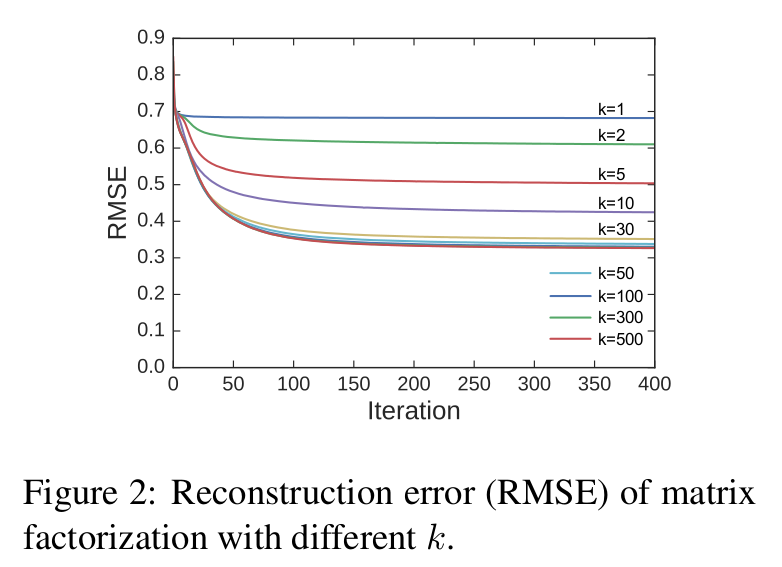 0.9
0.8
0.7
0.6
0.5
0.4
0.3
0.2
0.1
0.0
RMSE
k=1
k=2
k=5
k=10
k=30
k=50
k=100
k=300
k=500
0 50 100 150 200 250 300 350 400
Iteration
Figure 2: Reconstruction error (RMSE) of matrix
factorization with different k.